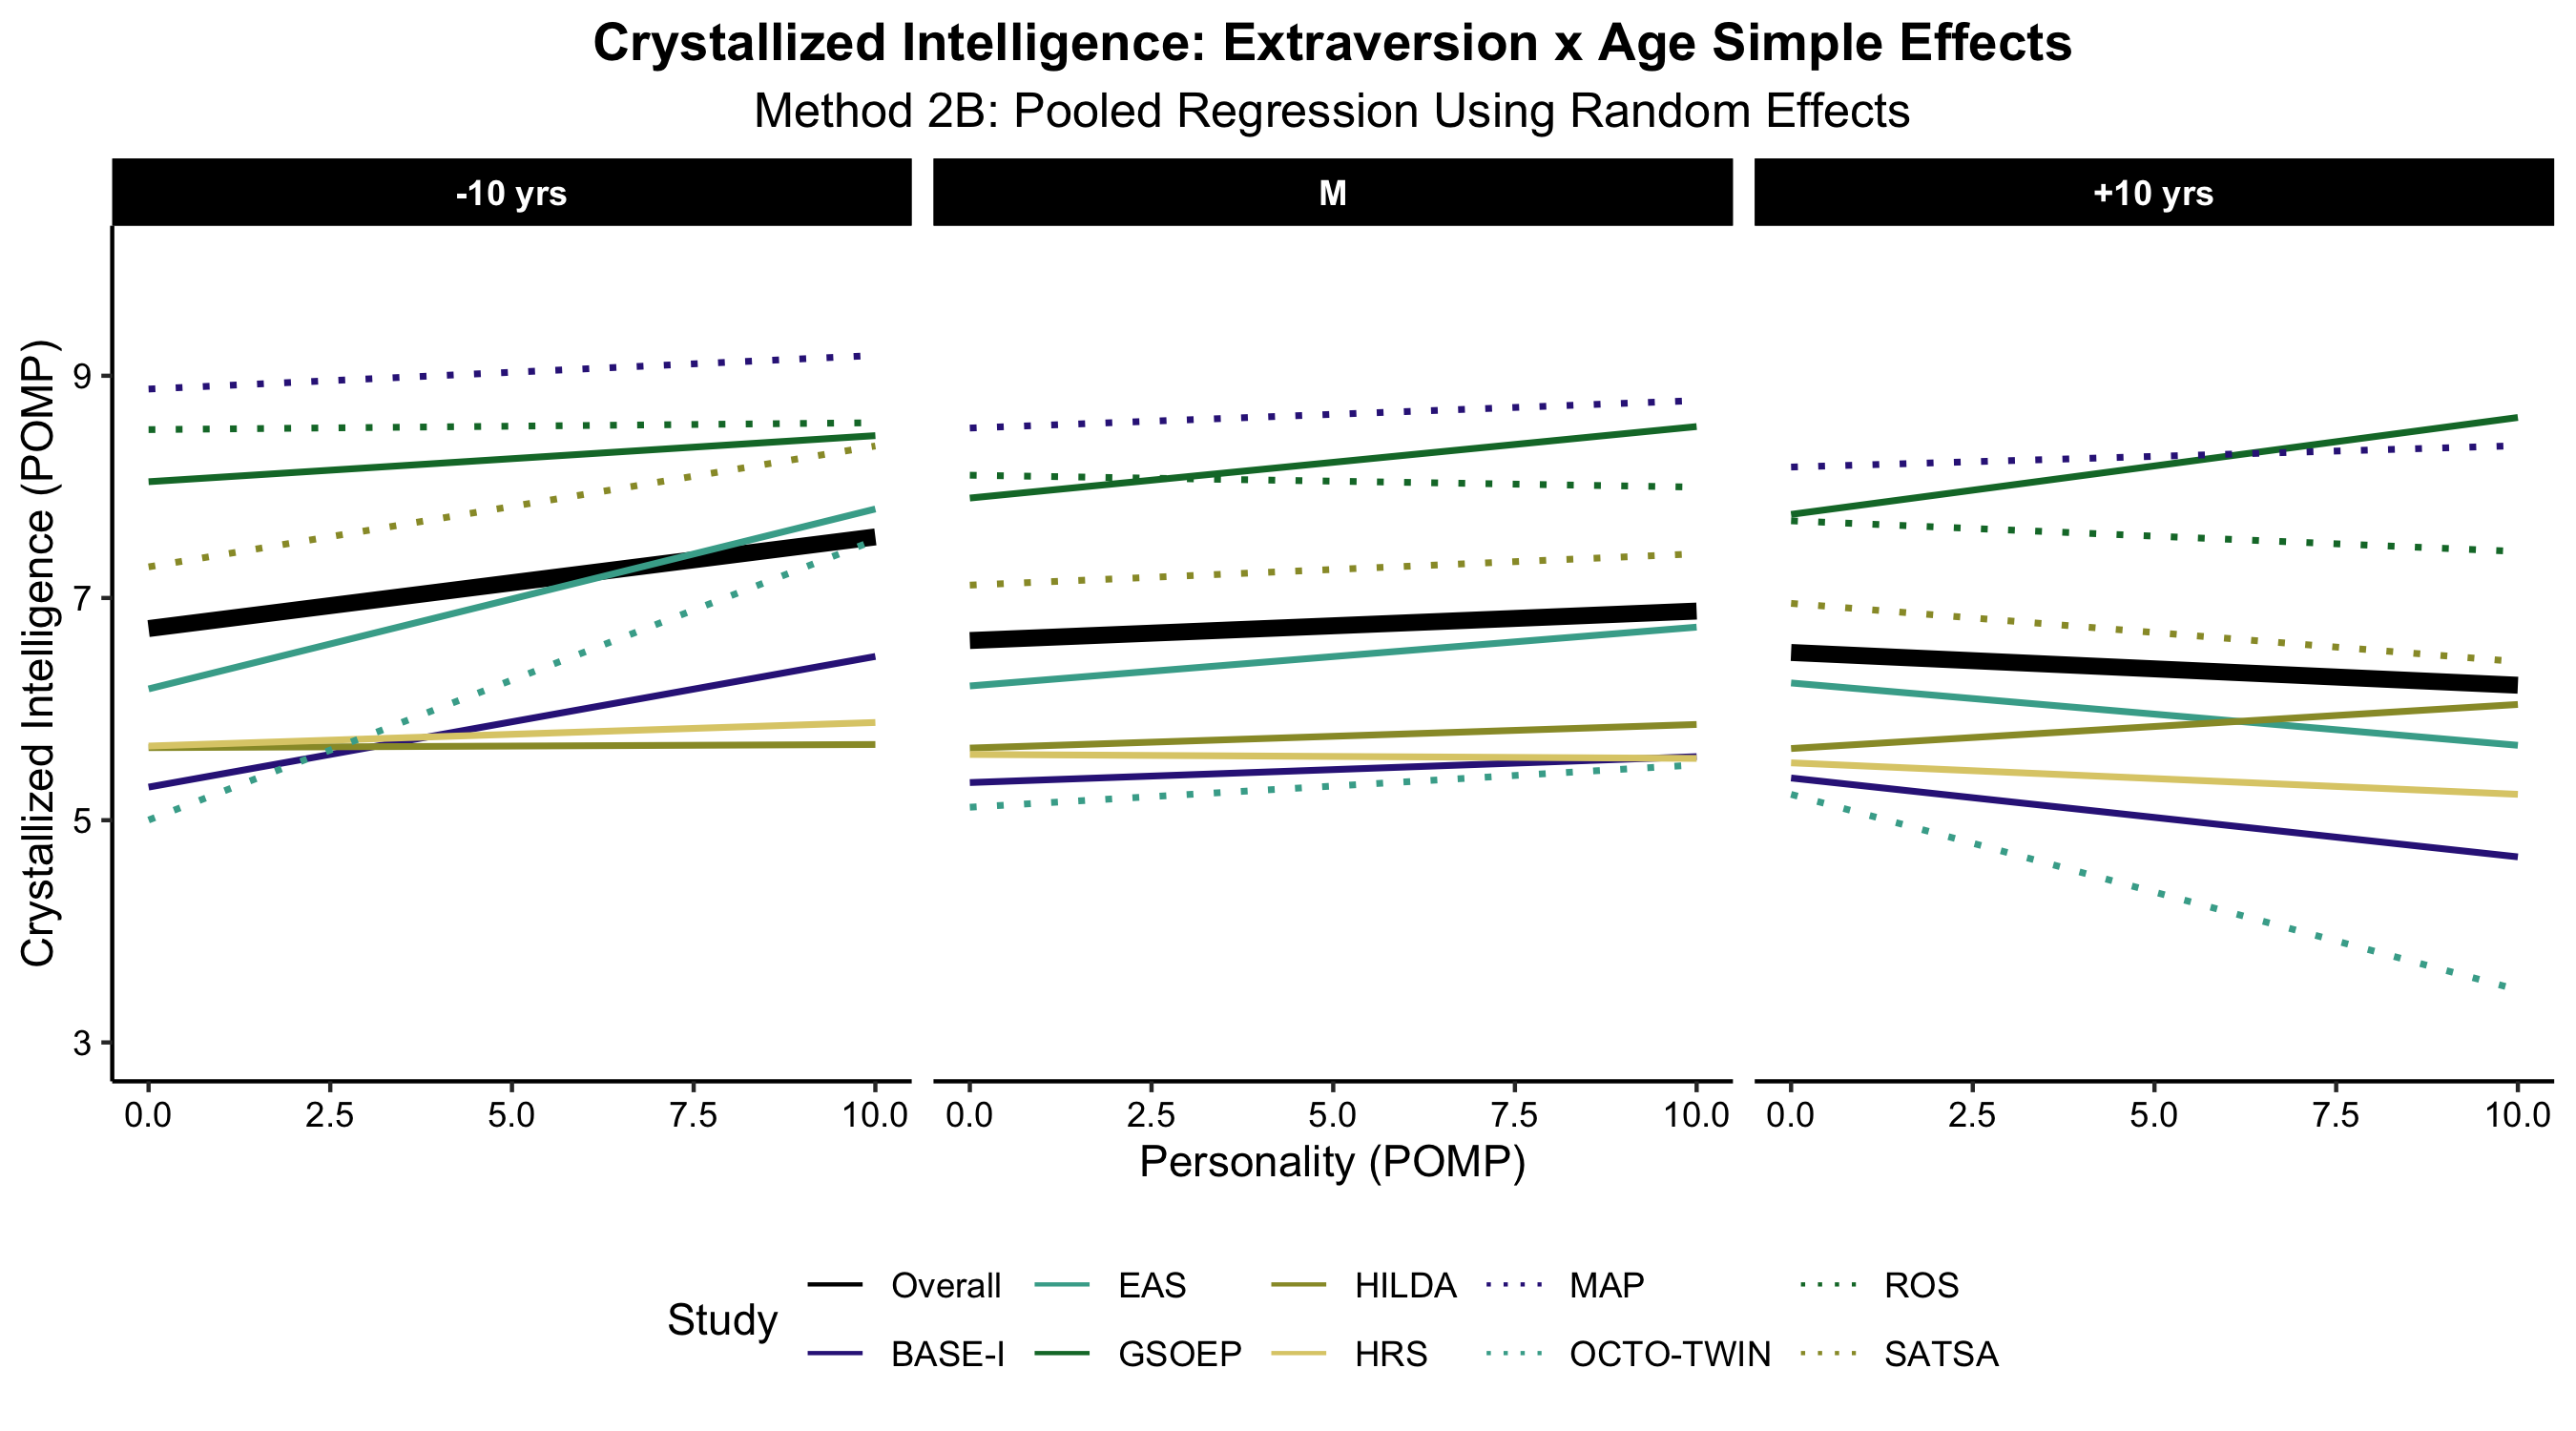 Crystallized Intelligence: Extraversion x Age Simple Effects
Method 2B: Pooled Regression Using Random Effects
-10 yrs
M
+10 yrs
Crystallized Intelligence (POMP)
9
7
5
3
0.0 2.5 5.0 7.5 10.0
0.0 2.5 5.0 7.5 10.0
0.0 2.5 5.0 7.5 10.0
Personality (POMP)
Study
Overall EAS HILDA MAP ROS
BASE-I GSOEP HRS OCTO-TWIN SATSA